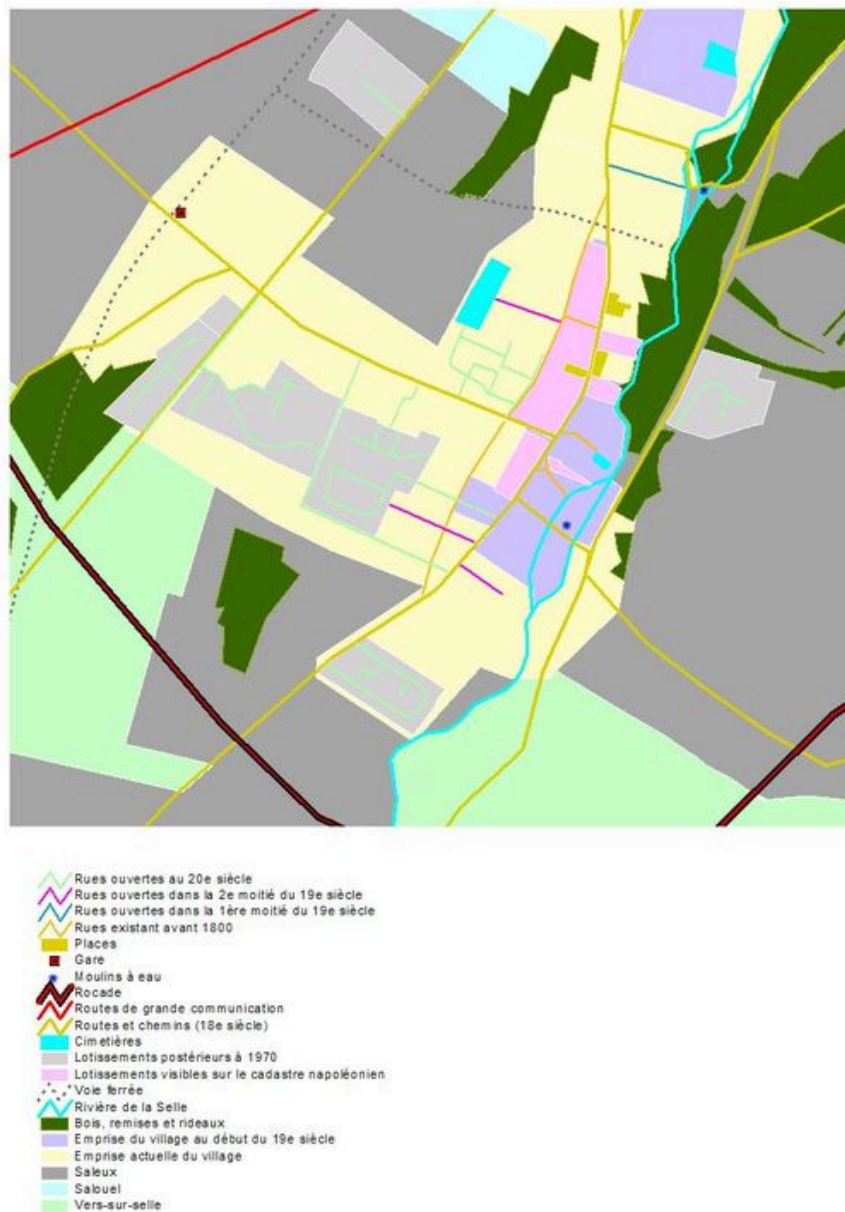 Rues ouvertes au 20e siècle
Rues ouvertes dans la 2e moitié du 19e siècle
Rues ouvertes dans la 1ère moitié du 19e siècle
Rues existant avant 1800
Places
Gare
Moulins à eau
Rocade
Routes de grande communication
Routes et chemins (18e siècle)
Cimetières
Lotissements postérieurs à 1970
Lotissements visibles sur le cadastre napoléonien
Voie ferrée
Rivière de la Selle
Bois, remises et rideaux
Emprise du village au début du 19e siècle
Emprise actuelle du village
Saleux
Salouel
Vers-sur-selle